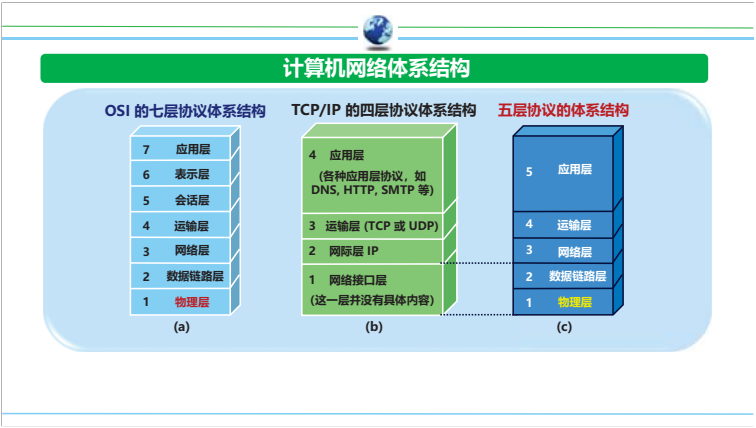 计算机网络体系结构
OSI 的七层协议体系结构
7 应用层
6 表示层
5 会话层
4 运输层
3 网络层
2 数据链路层
1 物理层
(a)
TCP/IP 的四层协议体系结构
4 应用层
(各种应用层协议，如
DNS, HTTP, SMTP 等)
3 运输层 (TCP 或 UDP)
2 网际层 IP
1 网络接口层
(这一层并没有具体内容)
(b)
五层协议的体系结构
5 应用层
4 运输层
3 网络层
2 数据链路层
1 物理层
(c)